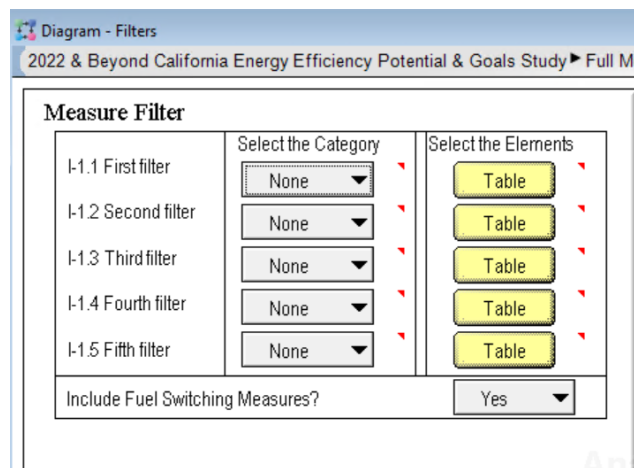 Diagram - Filters
2022 & Beyond California Energy Efficiency Potential & Goals Study ▶ Full M
Measure Filter
Select the Category Select the Elements
I-1.1 First filter None Table
I-1.2 Second filter None Table
I-1.3 Third filter None Table
I-1.4 Fourth filter None Table
I-1.5 Fifth filter None Table
Include Fuel Switching Measures? Yes
An